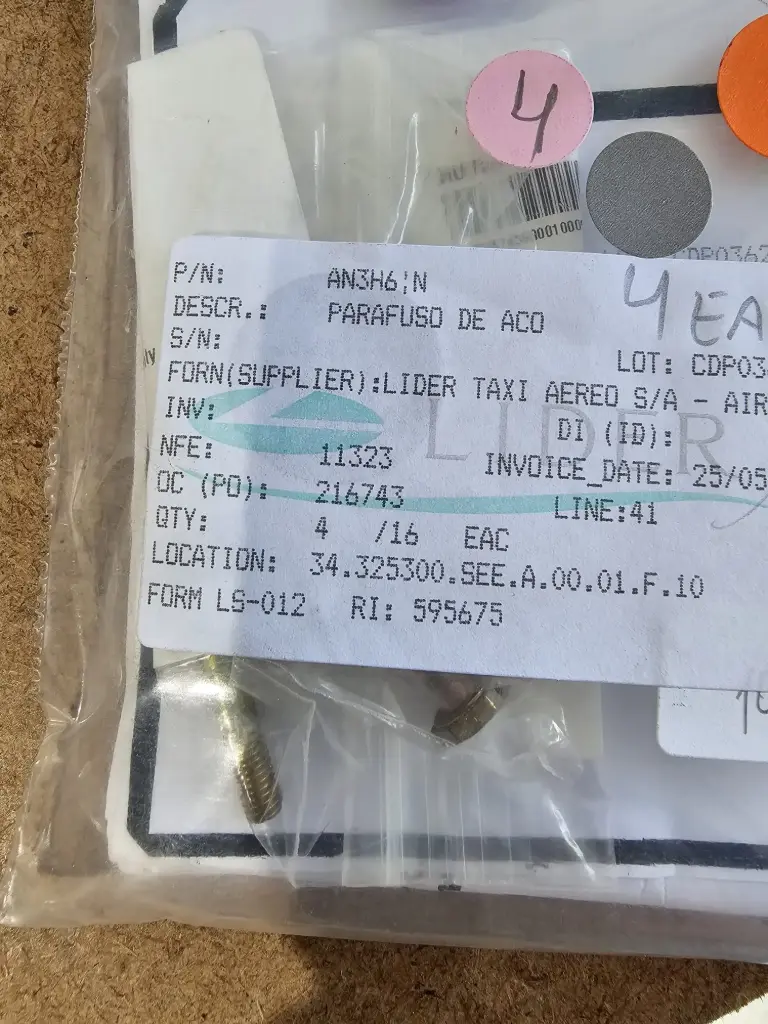 4
P/N: AN3H6¦N
DESCR.: PARAFUSO DE ACO
4 EA
S/N:
LOT: CDP03
FORN(SUPPLIER):LIDER TAXI AEREO S/A - AIR
INV:
DI (ID):
LIDER
NFE: 11323
INVOICE_DATE: 25/05
OC (PO): 216743
LINE:41
QTY: 4 /16 EAC
LOCATION: 34.325300.SEE.A.00.01.F.10
FORM LS-012 RI: 595675